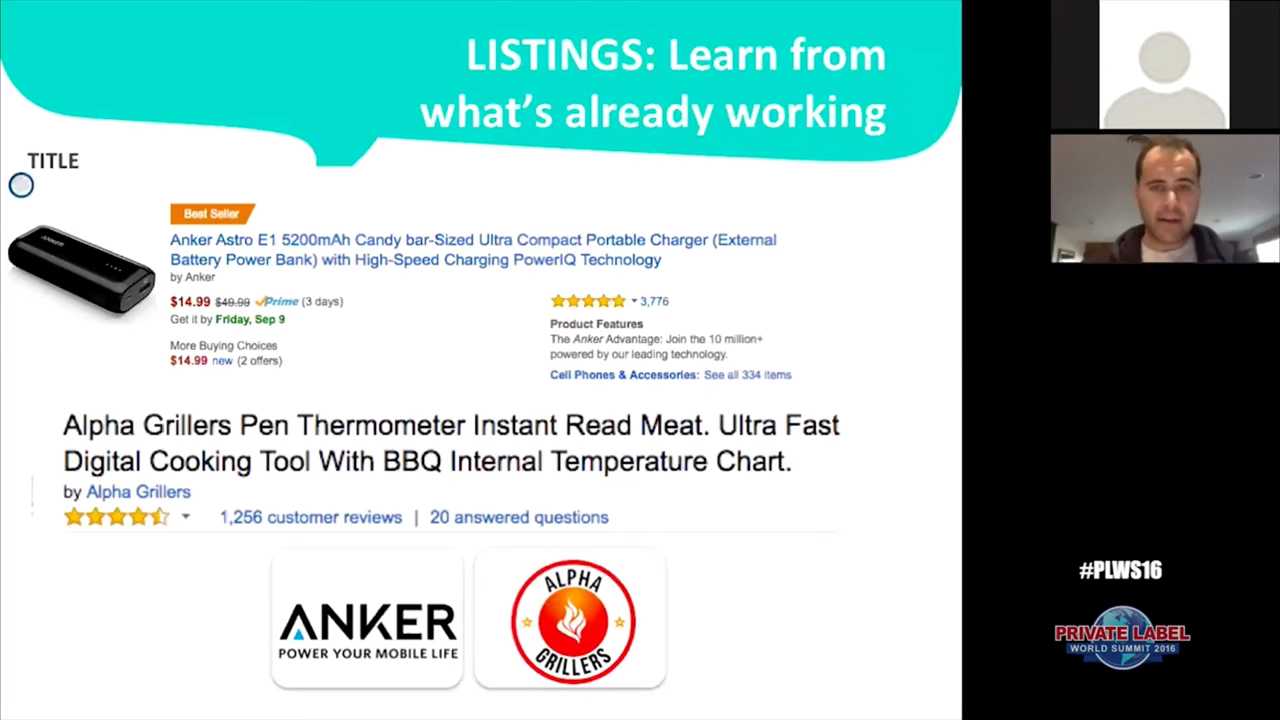 LISTINGS: Learn from
what's already working
TITLE
ANKER
Best Seller
Anker Astro E1 5200mAh Candy bar-Sized Ultra Compact Portable Charger (External
Battery Power Bank) with High-Speed Charging PowerIQ Technology
by Anker
$14.99 $49.99 Prime (3 days)
Get it by Friday, Sep 9
More Buying Choices
$14.99 new (2 offers)
3,776
Product Features
The Anker Advantage: Join the 10 million+
powered by our leading technology.
Cell Phones & Accessories: See all 334 items
Alpha Grillers Pen Thermometer Instant Read Meat. Ultra Fast
Digital Cooking Tool With BBQ Internal Temperature Chart.
by Alpha Grillers
1,256 customer reviews | 20 answered questions
ANKER
POWER YOUR MOBILE LIFE
ALPHA
GRILLERS
#PLWS16
PRIVATE LABEL
WORLD SUMMIT 2016